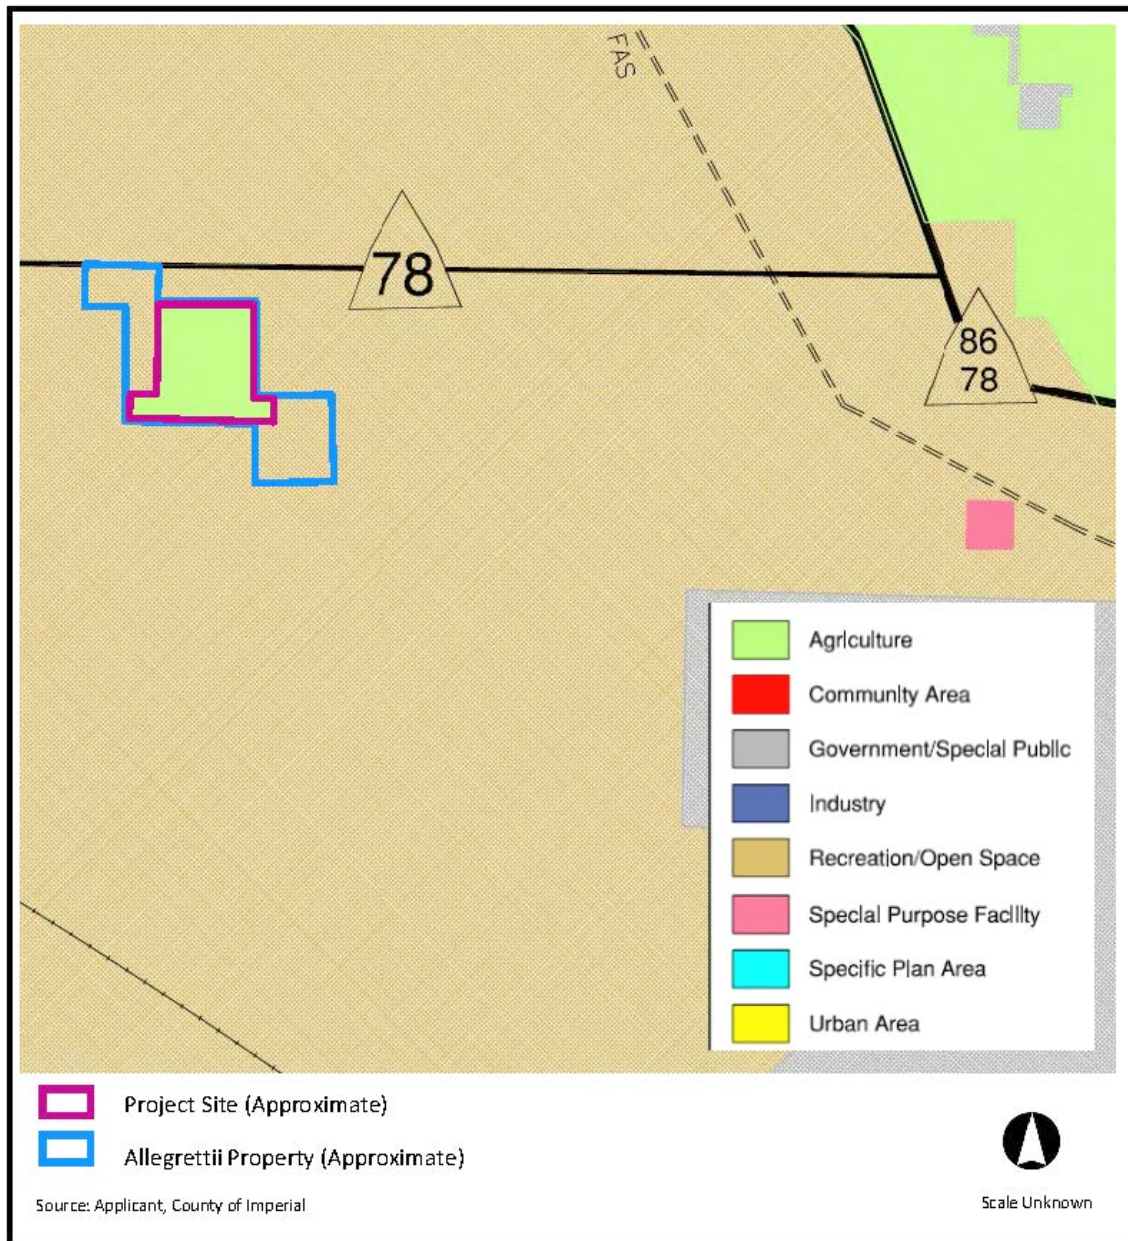 FAS
78
86
78
Agriculture
Community Area
Government/Special Public
Industry
Recreation/Open Space
Special Purpose Facility
Specific Plan Area
Urban Area
Project Site (Approximate)
Allegrettii Property (Approximate)
Source: Applicant, County of Imperial
Scale Unknown